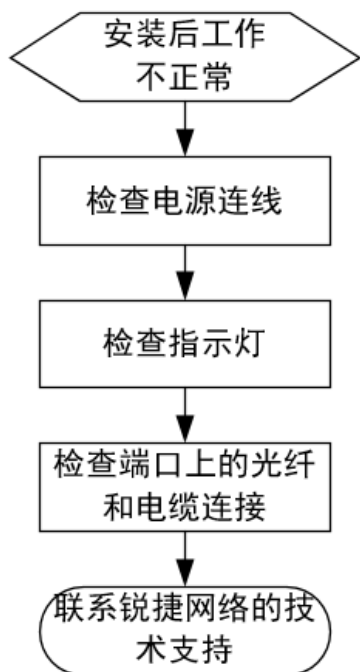 安装后工作
不正常
检查电源连线
检查指示灯
检查端口上的光纤
和电缆连接
联系锐捷网络的技
术支持